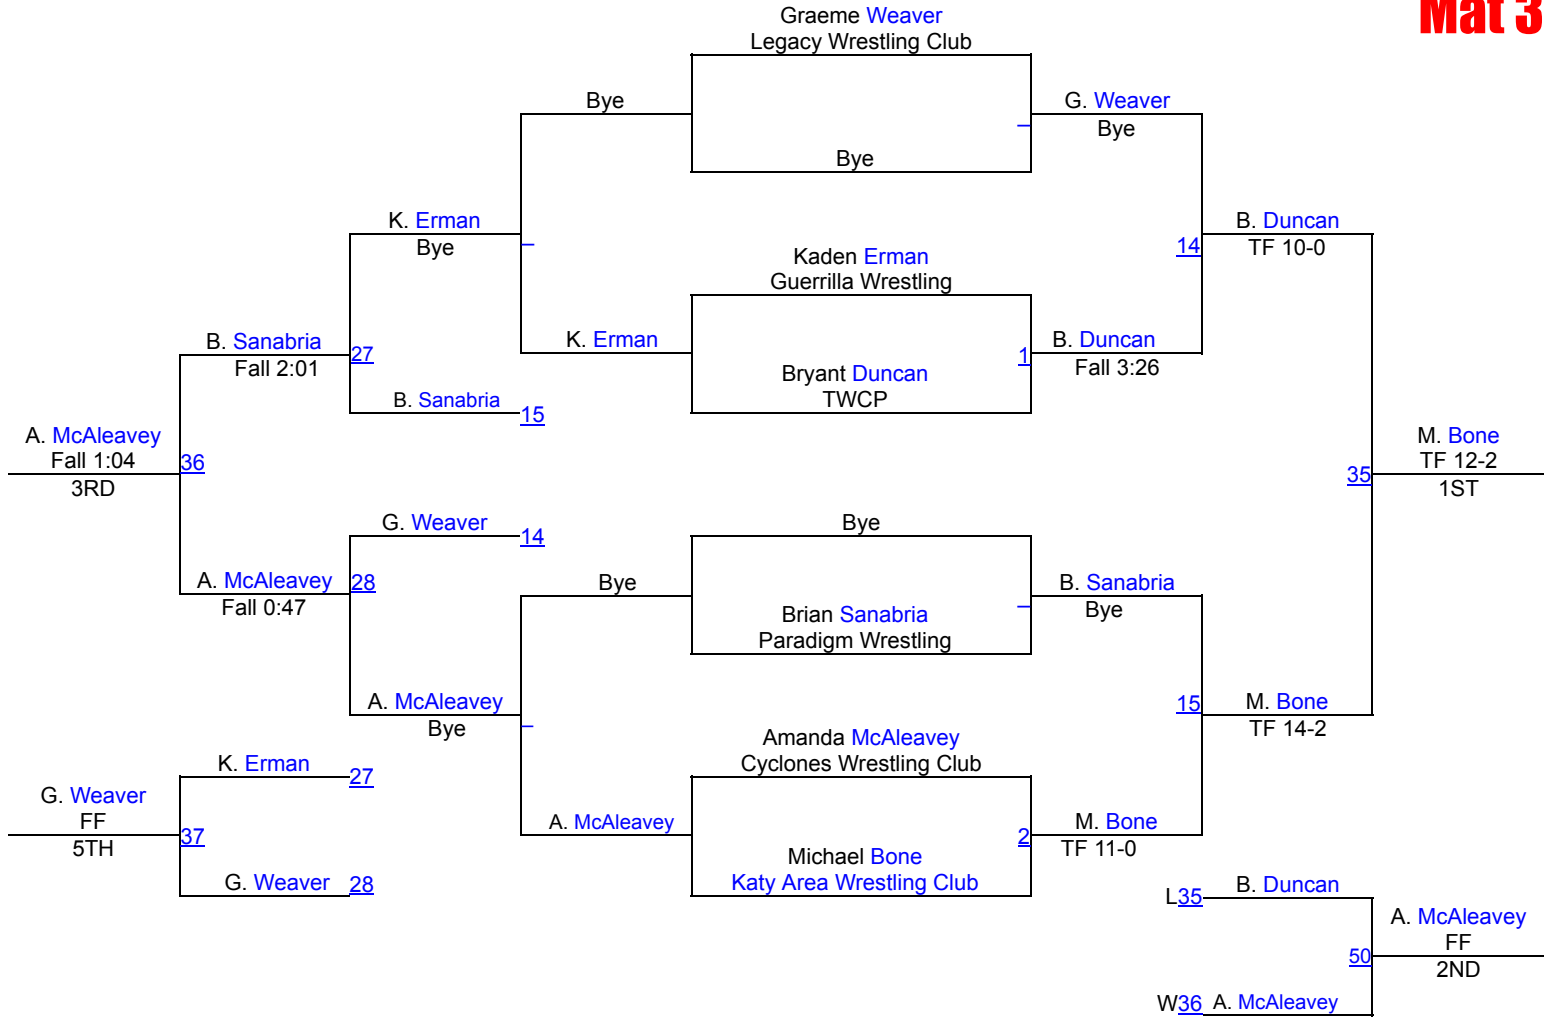 Mat 3
Graeme Weaver
Legacy Wrestling Club
Bye
G. Weaver
Bye
Bye
K. Erman
Bye
B. Duncan
TF 10-0
14
Kaden Erman
Guerrilla Wrestling
B. Sanabria
Fall 2:01
27
K. Erman
1
B. Duncan
Fall 3:26
Bryant Duncan
TWCP
B. Sanabria
15
A. McAleavey
Fall 1:04
3RD
36
M. Bone
TF 12-2
1ST
35
G. Weaver
14
Bye
A. McAleavey
Fall 0:47
28
Bye
B. Sanabria
Bye
Brian Sanabria
Paradigm Wrestling
A. McAleavey
Bye
15
M. Bone
TF 14-2
Amanda McAleavey
Cyclones Wrestling Club
K. Erman
27
G. Weaver
FF
5TH
37
A. McAleavey
2
M. Bone
TF 11-0
Michael Bone
Katy Area Wrestling Club
G. Weaver
28
L35
B. Duncan
A. McAleavey
FF
2ND
50
W36
A. McAleavey